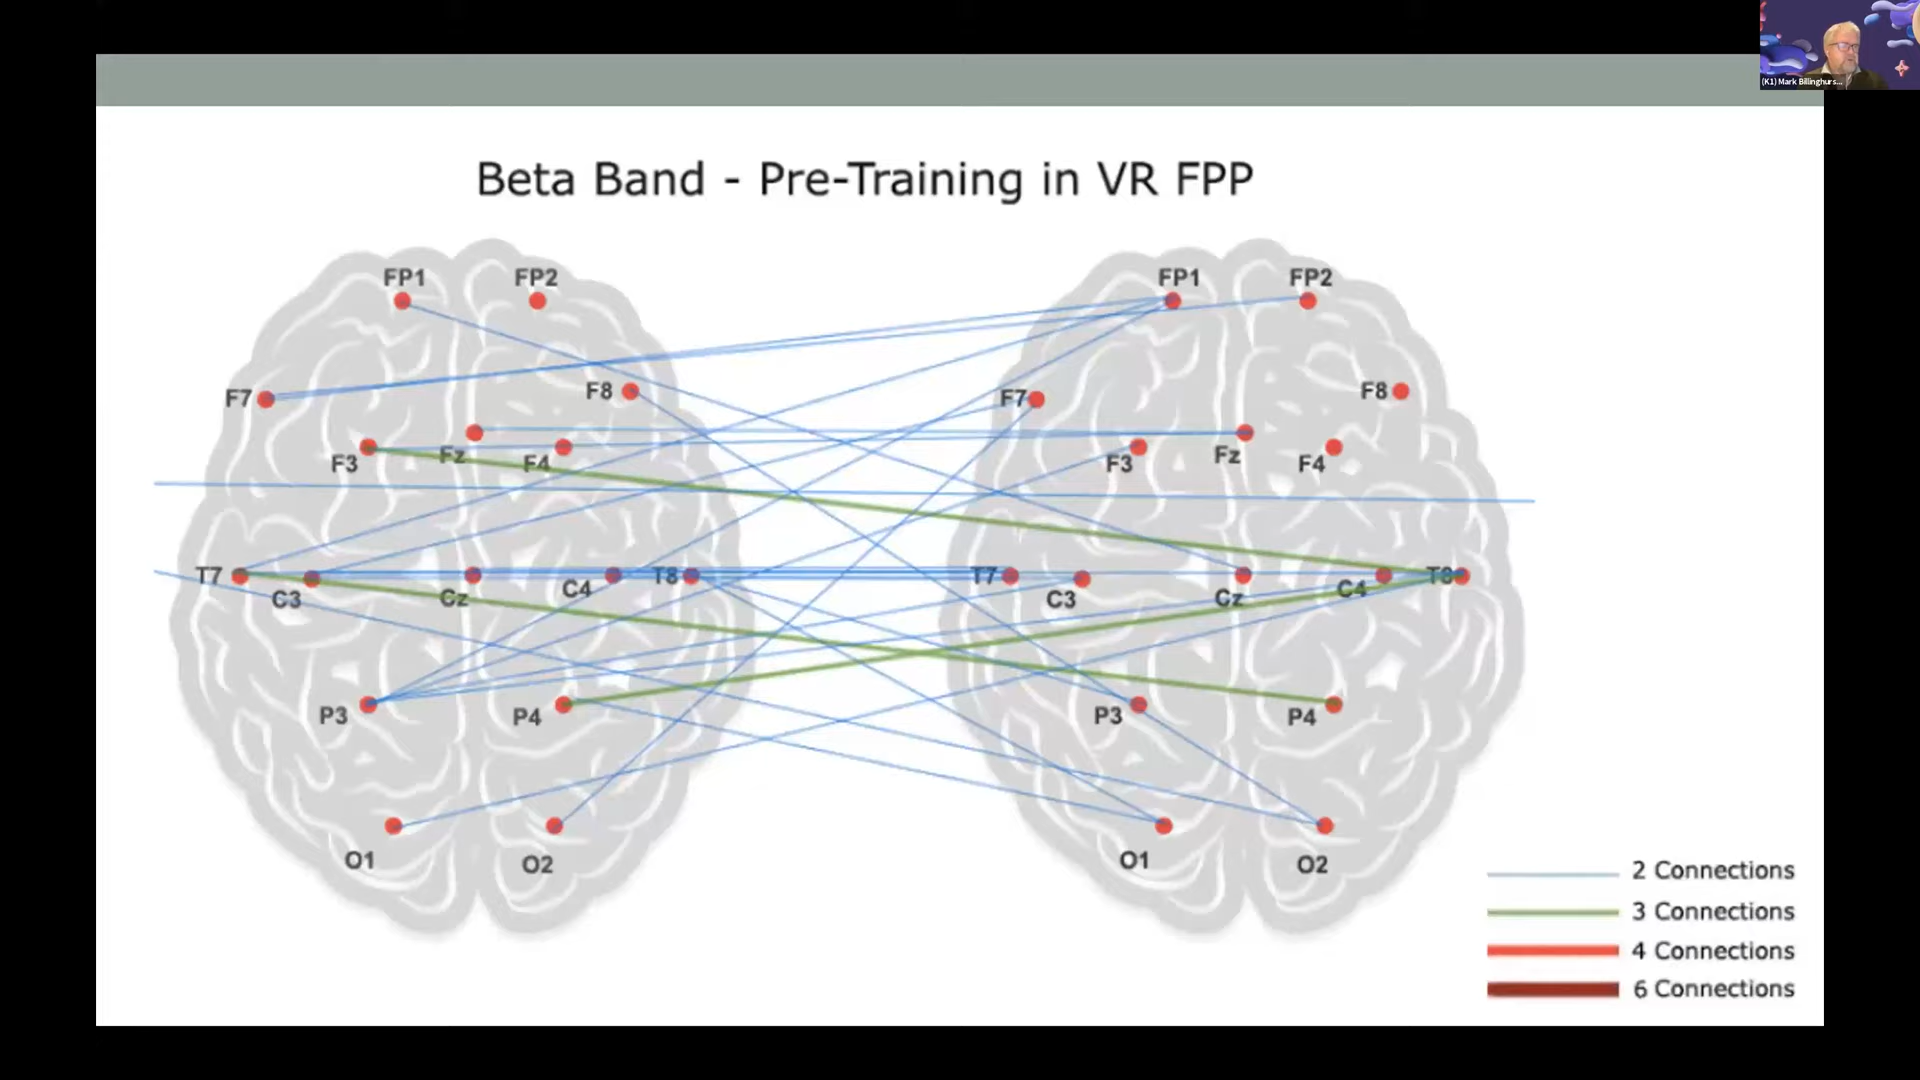 (K1) Mark Billinghurs...
Beta Band - Pre-Training in VR FPP
FP1 FP2 FP1 FP2
F7 F8 F7 F8
F3 Fz F4 F3 Fz F4
T7 C3 Cz C4 T8 T7 C3 Cz C4 T8
P3 P4 P3 P4
O1 O2 O1 O2
2 Connections
3 Connections
4 Connections
6 Connections